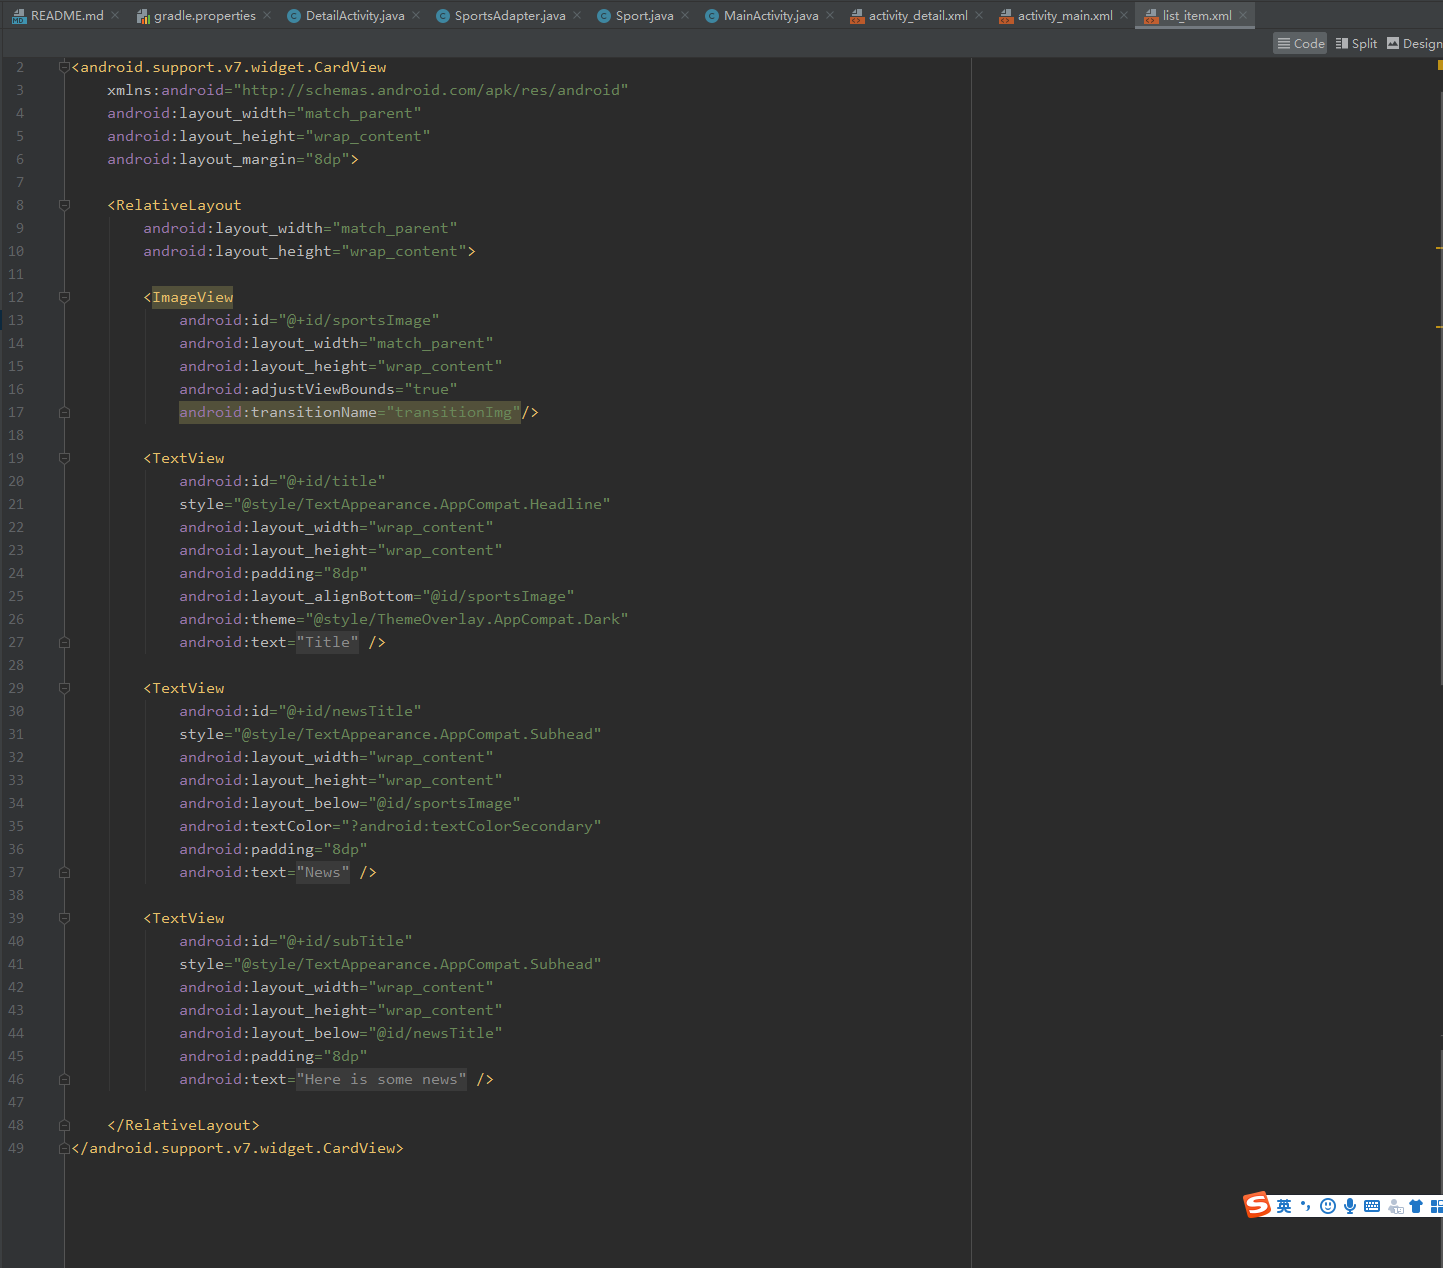 README.md gradle.properties DetailActivity.java SportsAdapter.java Sport.java MainActivity.java activity_detail.xml activity_main.xml list_item.xml
Code Split Design
2 <android.support.v7.widget.CardView
3 xmlns:android="http://schemas.android.com/apk/res/android"
4 android:layout_width="match_parent"
5 android:layout_height="wrap_content"
6 android:layout_margin="8dp">
7
8 <RelativeLayout
9 android:layout_width="match_parent"
10 android:layout_height="wrap_content">
11
12 <ImageView
13 android:id="@+id/sportsImage"
14 android:layout_width="match_parent"
15 android:layout_height="wrap_content"
16 android:adjustViewBounds="true"
17 android:transitionName="transitionImg"/>
18
19 <TextView
20 android:id="@+id/title"
21 style="@style/TextAppearance.AppCompat.Headline"
22 android:layout_width="wrap_content"
23 android:layout_height="wrap_content"
24 android:padding="8dp"
25 android:layout_alignBottom="@id/sportsImage"
26 android:theme="@style/ThemeOverlay.AppCompat.Dark"
27 android:text="Title" />
28
29 <TextView
30 android:id="@+id/newsTitle"
31 style="@style/TextAppearance.AppCompat.Subhead"
32 android:layout_width="wrap_content"
33 android:layout_height="wrap_content"
34 android:layout_below="@id/sportsImage"
35 android:textColor="?android:textColorSecondary"
36 android:padding="8dp"
37 android:text="News" />
38
39 <TextView
40 android:id="@+id/subTitle"
41 style="@style/TextAppearance.AppCompat.Subhead"
42 android:layout_width="wrap_content"
43 android:layout_height="wrap_content"
44 android:layout_below="@id/newsTitle"
45 android:padding="8dp"
46 android:text="Here is some news" />
47
48 </RelativeLayout>
49 </android.support.v7.widget.CardView>
英